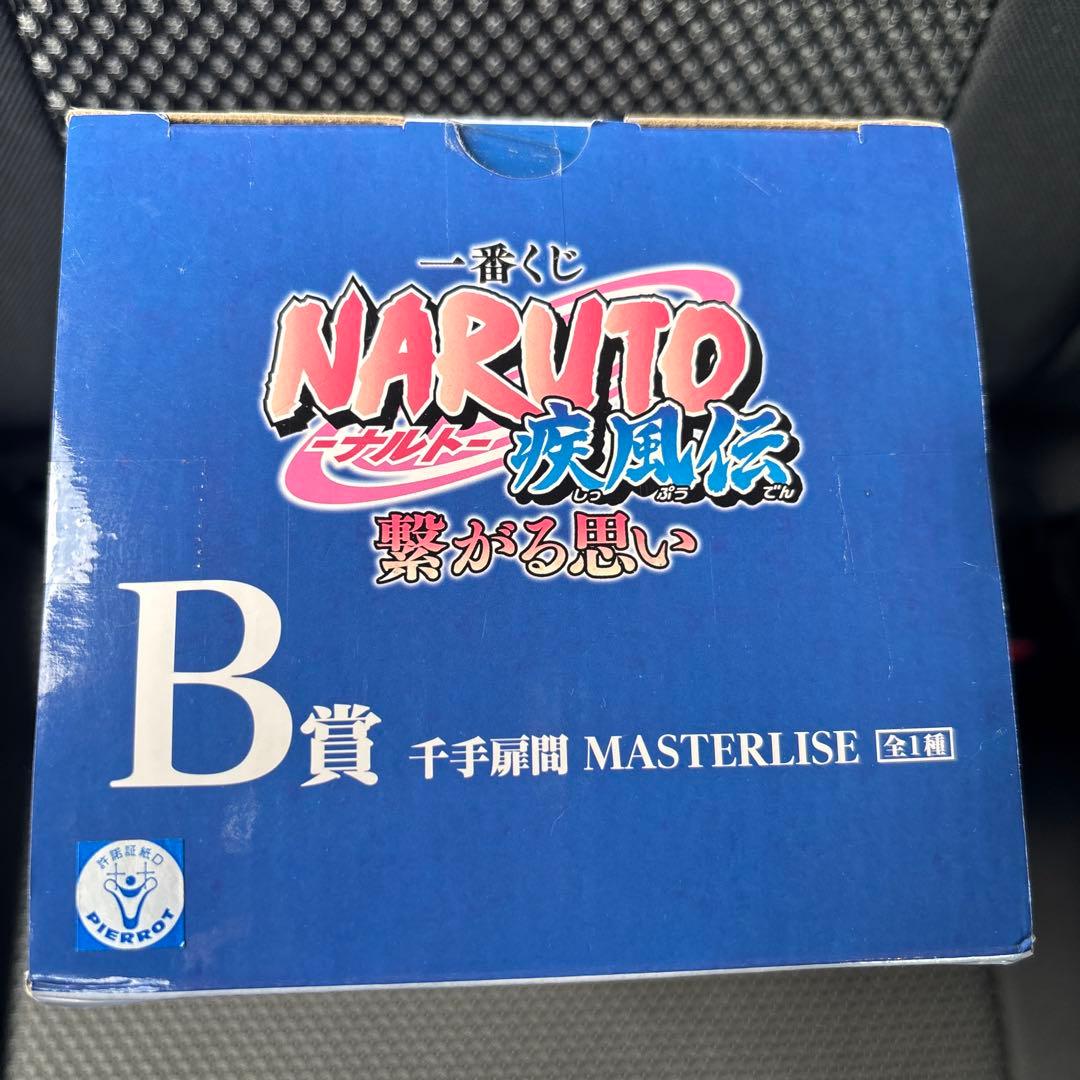 一番くじ
NARUTO
-ナルト-
疾風伝
しっ ぷう でん
繋がる思い
B賞 千手扉間 MASTERLISE 全1種
許諾証紙D
PIERROT